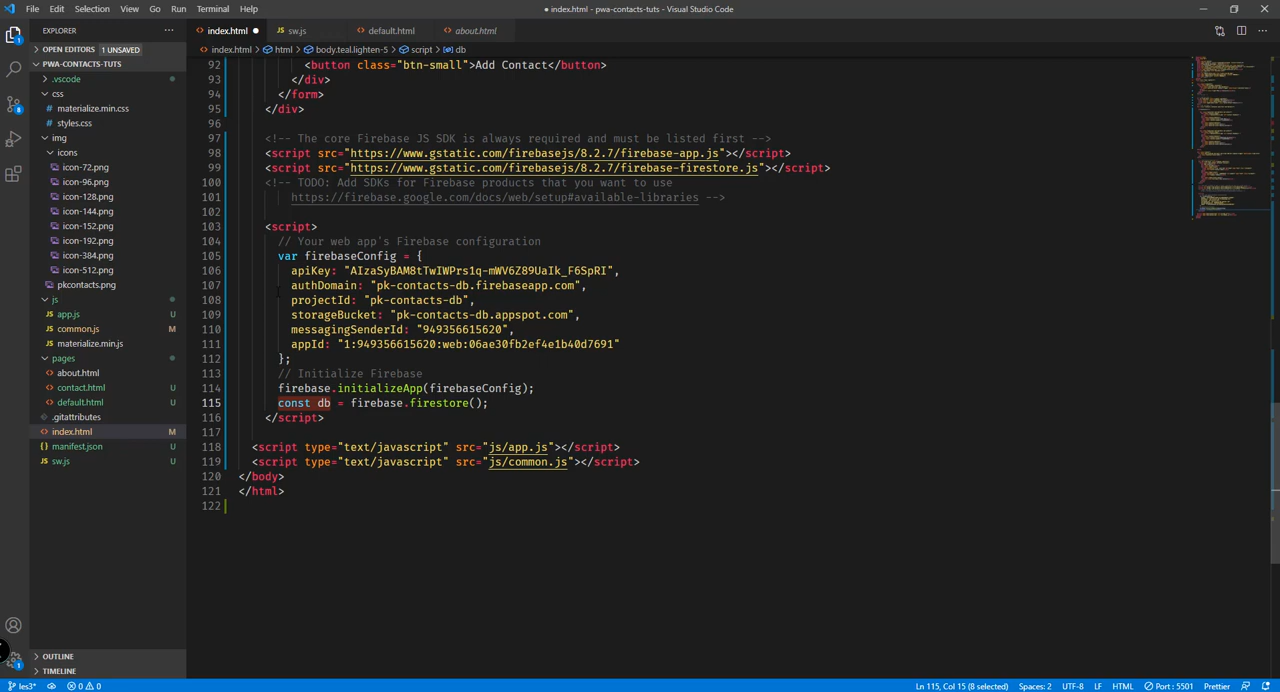 File Edit Selection View Go Run Terminal Help
● index.html - pwa-contacts-tuts - Visual Studio Code
EXPLORER
OPEN EDITORS 1 UNSAVED
PWA-CONTACTS-TUTS
.vscode
css
materialize.min.css
styles.css
img
icons
icon-72.png
icon-96.png
icon-128.png
icon-144.png
icon-152.png
icon-192.png
icon-384.png
icon-512.png
pkcontacts.png
js
app.js U
common.js M
materialize.min.js
pages
about.html
contact.html U
default.html U
.gitattributes
index.html M
manifest.json U
sw.js U
OUTLINE
TIMELINE
index.html ● sw.js default.html about.html
index.html > html > body.teal.lighten-5 > script > db
92 <button class="btn-small">Add Contact</button>
93 </div>
94 </form>
95 </div>
96
97 <!-- The core Firebase JS SDK is always required and must be listed first -->
98 <script src="https://www.gstatic.com/firebasejs/8.2.7/firebase-app.js"></script>
99 <script src="https://www.gstatic.com/firebasejs/8.2.7/firebase-firestore.js"></script>
100 <!-- TODO: Add SDKs for Firebase products that you want to use
101 https://firebase.google.com/docs/web/setup#available-libraries -->
102
103 <script>
104 // Your web app's Firebase configuration
105 var firebaseConfig = {
106 apiKey: "AIzaSyBAM8tTwIWPrs1q-mWV6Z89UaIk_F6SpRI",
107 authDomain: "pk-contacts-db.firebaseapp.com",
108 projectId: "pk-contacts-db",
109 storageBucket: "pk-contacts-db.appspot.com",
110 messagingSenderId: "949356615620",
111 appId: "1:949356615620:web:06ae30fb2ef4e1b40d7691"
112 };
113 // Initialize Firebase
114 firebase.initializeApp(firebaseConfig);
115 const db = firebase.firestore();
116 </script>
117
118 <script type="text/javascript" src="js/app.js"></script>
119 <script type="text/javascript" src="js/common.js"></script>
120 </body>
121 </html>
122
8
1
les3* 0 0 Ln 115, Col 15 (8 selected) Spaces: 2 UTF-8 LF HTML Port : 5501 Prettier